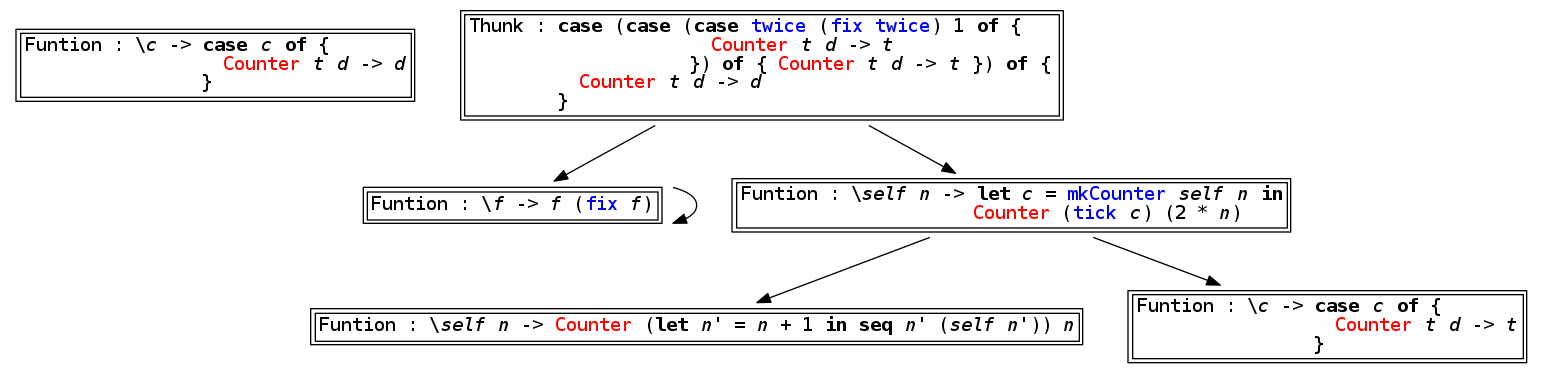 Funtion : \c -> case c of {
Counter t d -> d
}
Thunk : case (case (case twice (fix twice) 1 of {
Counter t d -> t
}) of { Counter t d -> t }) of {
Counter t d -> d
}
Funtion : \f -> f (fix f)
Funtion : \self n -> let c = mkCounter self n in
Counter (tick c) (2 * n)
Funtion : \self n -> Counter (let n' = n + 1 in seq n' (self n')) n
Funtion : \c -> case c of {
Counter t d -> t
}